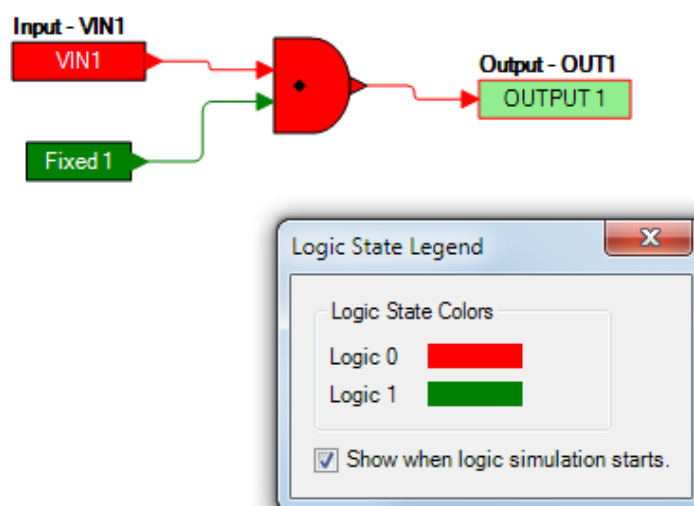 Input - VIN1
VIN1
Output - OUT1
OUTPUT 1
Fixed 1
Logic State Legend
Logic State Colors
Logic 0
Logic 1
Show when logic simulation starts.